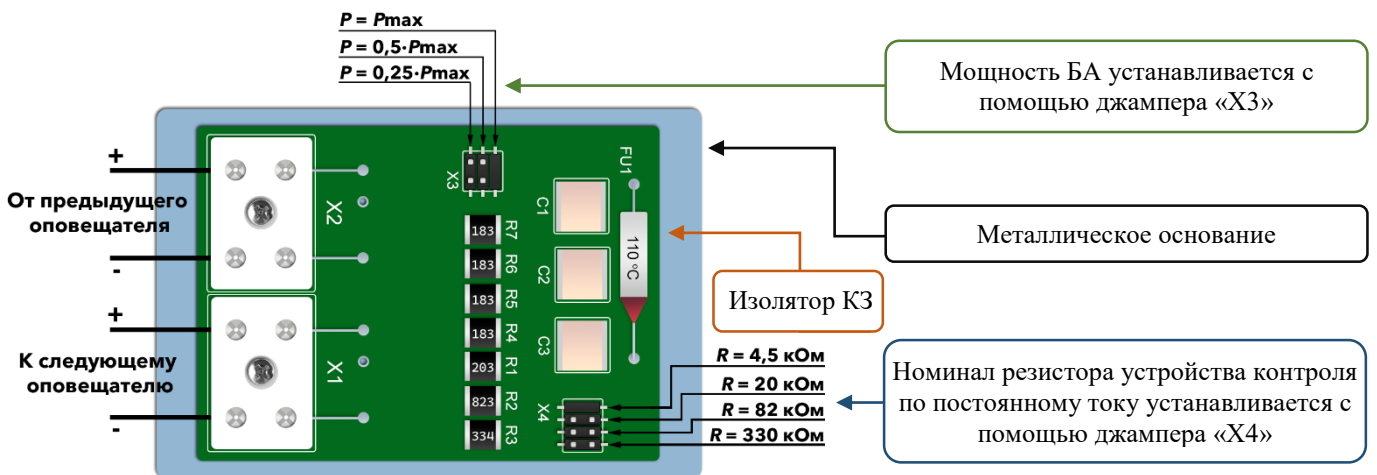 P = Pmax
P = 0,5·Pmax
P = 0,25·Pmax
Мощность БА устанавливается с
помощью джампера «X3»
+
От предыдущего
оповещателя
-
+
К следующему
оповещателю
-
X2
X1
X3
183
R7
183
R6
183
R5
183
R4
203
R1
823
R2
334
R3
C1
C2
C3
FU1
110 °C
X4
Металлическое основание
Изолятор КЗ
R = 4,5 кОм
R = 20 кОм
R = 82 кОм
R = 330 кОм
Номинал резистора устройства контроля
по постоянному току устанавливается с
помощью джампера «X4»